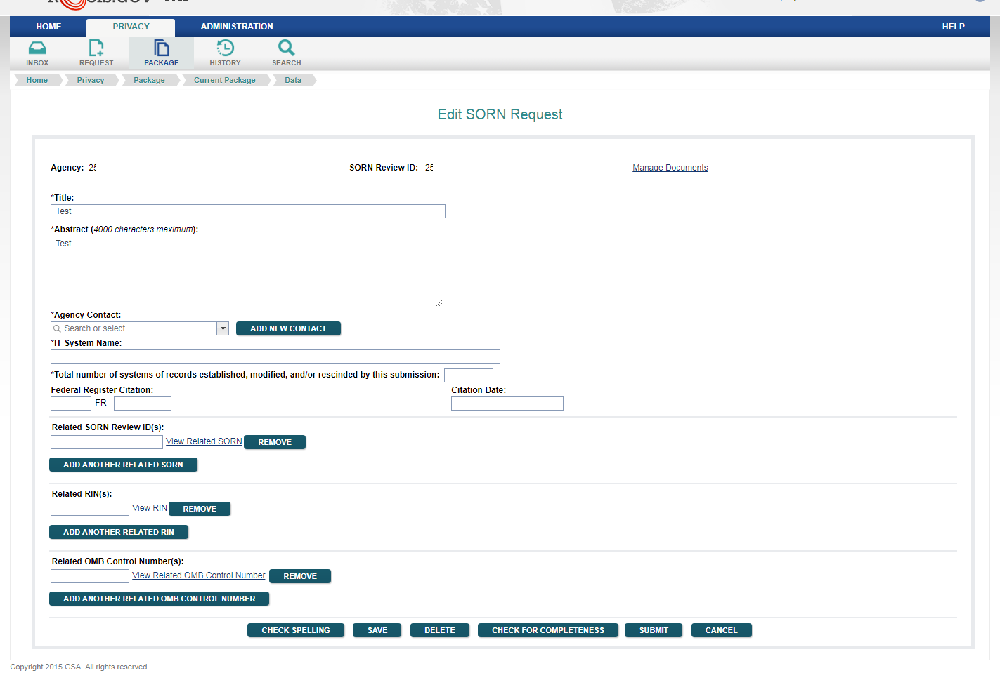 HOME PRIVACY ADMINISTRATION HELP
INBOX REQUEST PACKAGE HISTORY SEARCH
Home Privacy Package Current Package Data
Edit SORN Request
Agency: 25 SORN Review ID: 25 Manage Documents
*Title:
Test
*Abstract (4000 characters maximum):
Test
*Agency Contact:
Search or select ADD NEW CONTACT
*IT System Name:
*Total number of systems of records established, modified, and/or rescinded by this submission:
Federal Register Citation: Citation Date:
FR
Related SORN Review ID(s):
View Related SORN REMOVE
ADD ANOTHER RELATED SORN
Related RIN(s):
View RIN REMOVE
ADD ANOTHER RELATED RIN
Related OMB Control Number(s):
View Related OMB Control Number REMOVE
ADD ANOTHER RELATED OMB CONTROL NUMBER
CHECK SPELLING SAVE DELETE CHECK FOR COMPLETENESS SUBMIT CANCEL
Copyright 2015 GSA. All rights reserved.